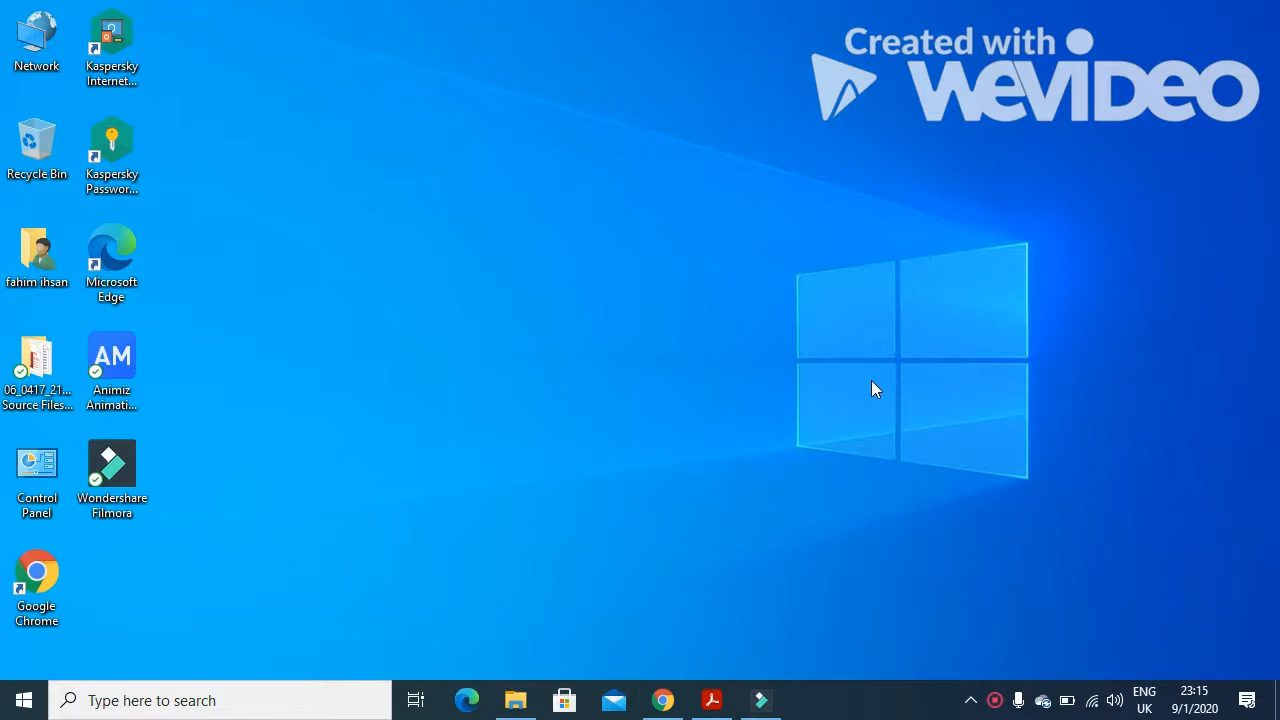 Created with
WEVIDEO
Network
Kaspersky
Internet...
Recycle Bin
Kaspersky
Passwor...
fahim ihsan
Microsoft
Edge
06_0417_21...
Source Files...
AM
Animiz
Animati...
Control
Panel
Wondershare
Filmora
Google
Chrome
Type here to search
ENG
UK
23:15
9/1/2020